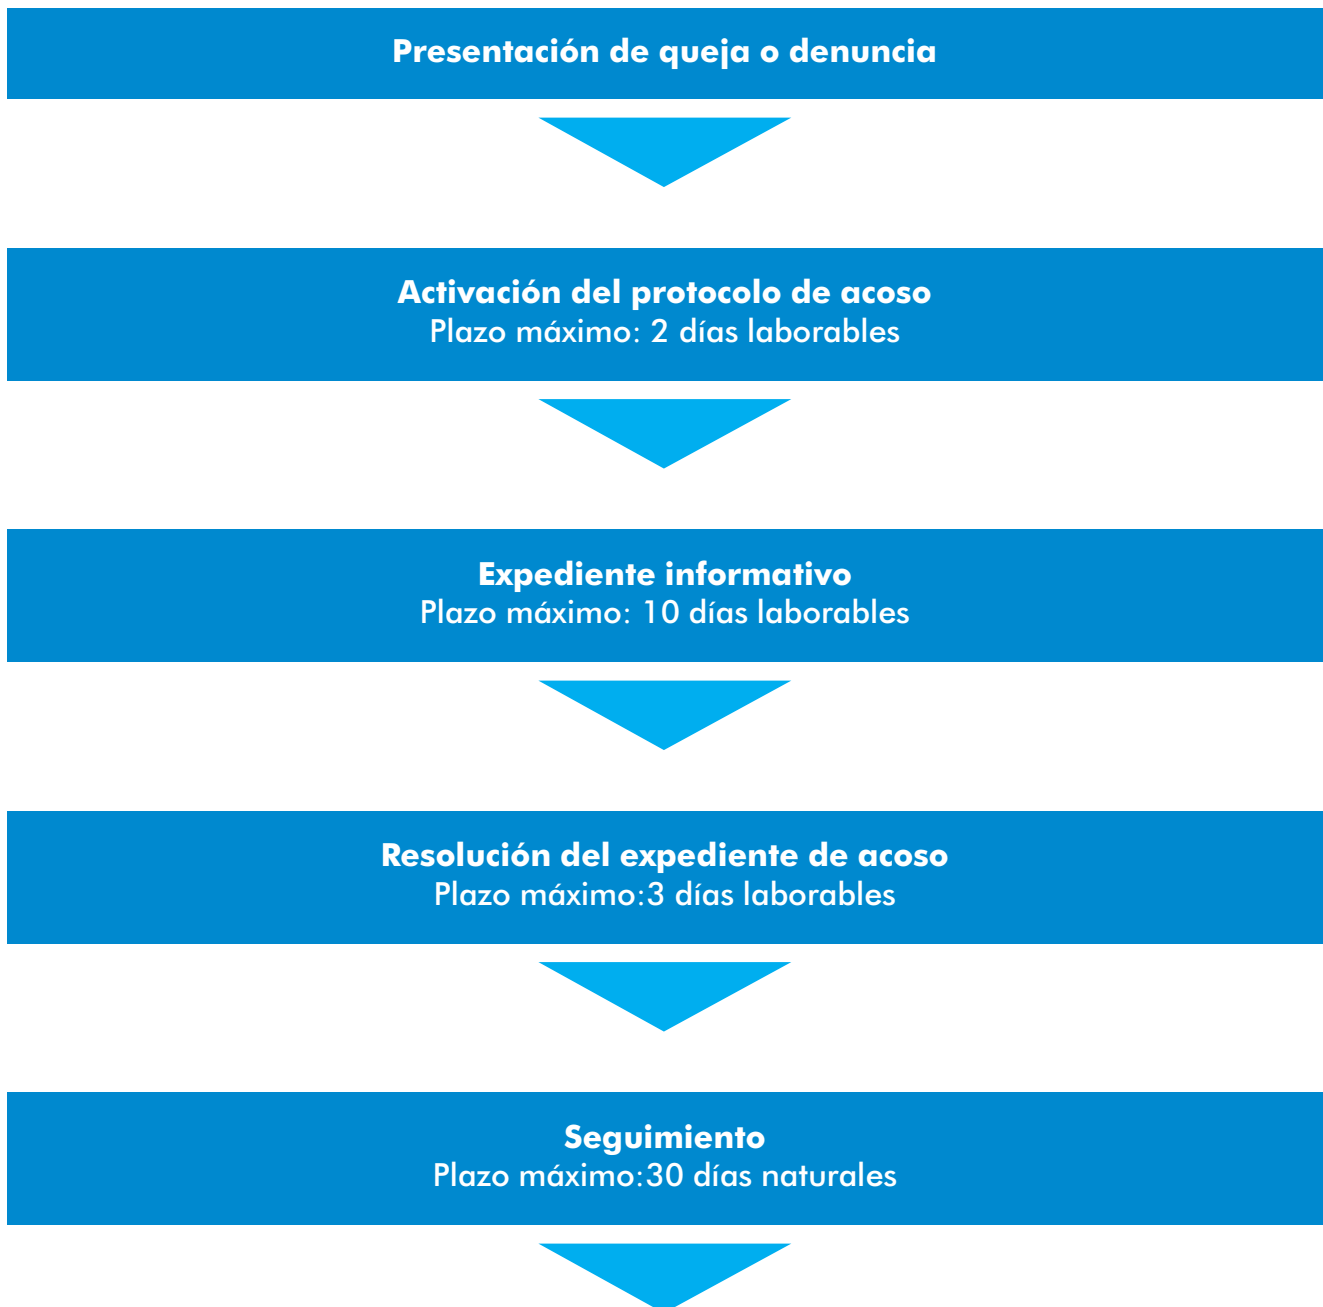 Presentación de queja o denuncia
Activación del protocolo de acoso
Plazo máximo: 2 días laborables
Expediente informativo
Plazo máximo: 10 días laborables
Resolución del expediente de acoso
Plazo máximo:3 días laborables
Seguimiento
Plazo máximo:30 días naturales